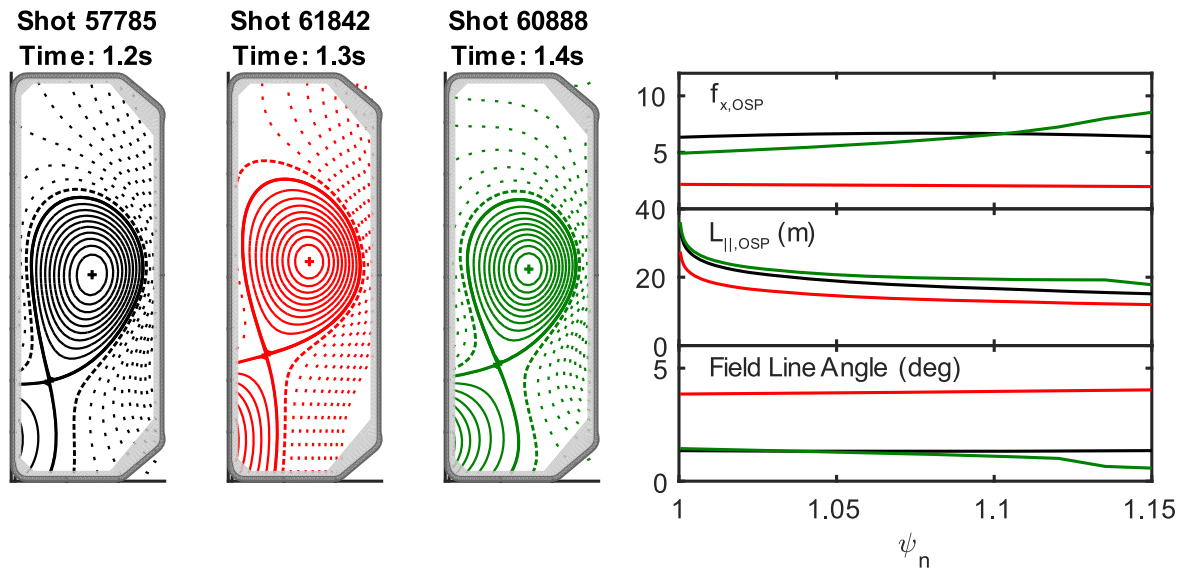 Shot 57785
Time: 1.2s
Shot 61842
Time: 1.3s
Shot 60888
Time: 1.4s
10
5
f_x,OSP
40
20
0
L_||,OSP (m)
5
0
Field Line Angle (deg)
1 1.05 1.1 1.15
ψ_n